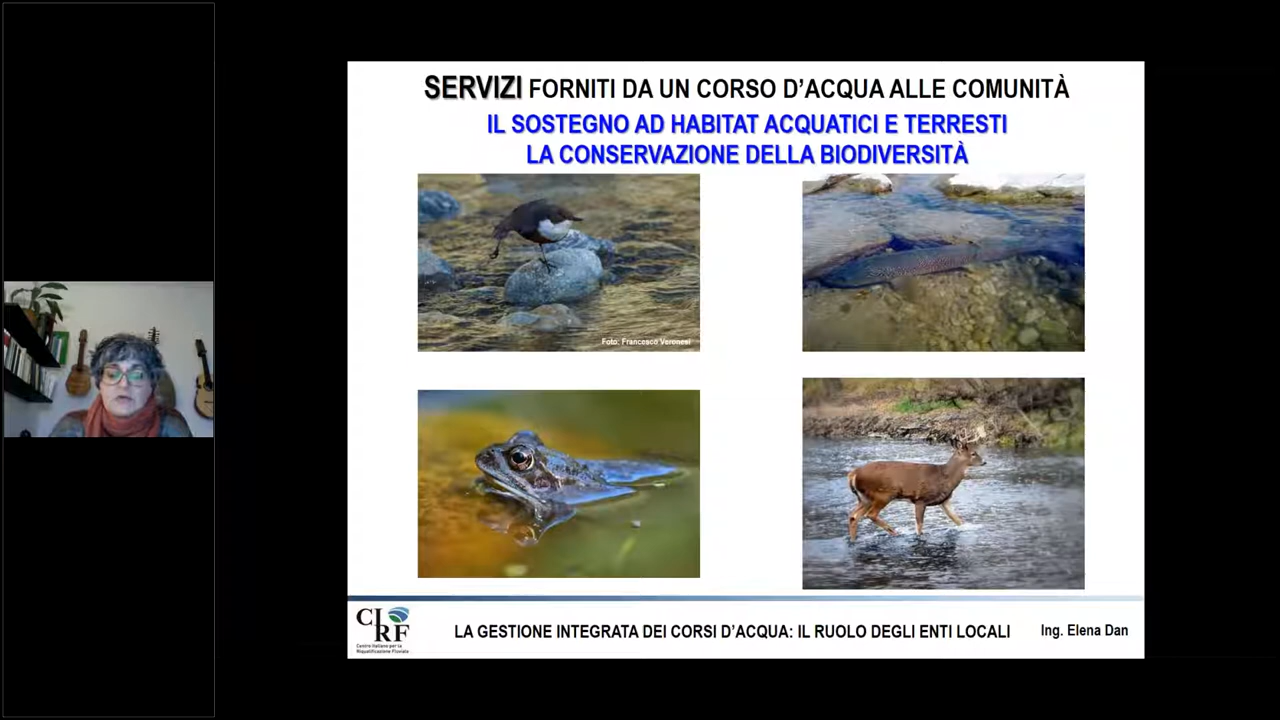 SERVIZI FORNITI DA UN CORSO D'ACQUA ALLE COMUNITÀ
IL SOSTEGNO AD HABITAT ACQUATICI E TERRESTI
LA CONSERVAZIONE DELLA BIODIVERSITÀ
Foto: Francesco Veronesi
CIRF
Centro Italiano per la
Riqualificazione Fluviale
LA GESTIONE INTEGRATA DEI CORSI D'ACQUA: IL RUOLO DEGLI ENTI LOCALI
Ing. Elena Dan